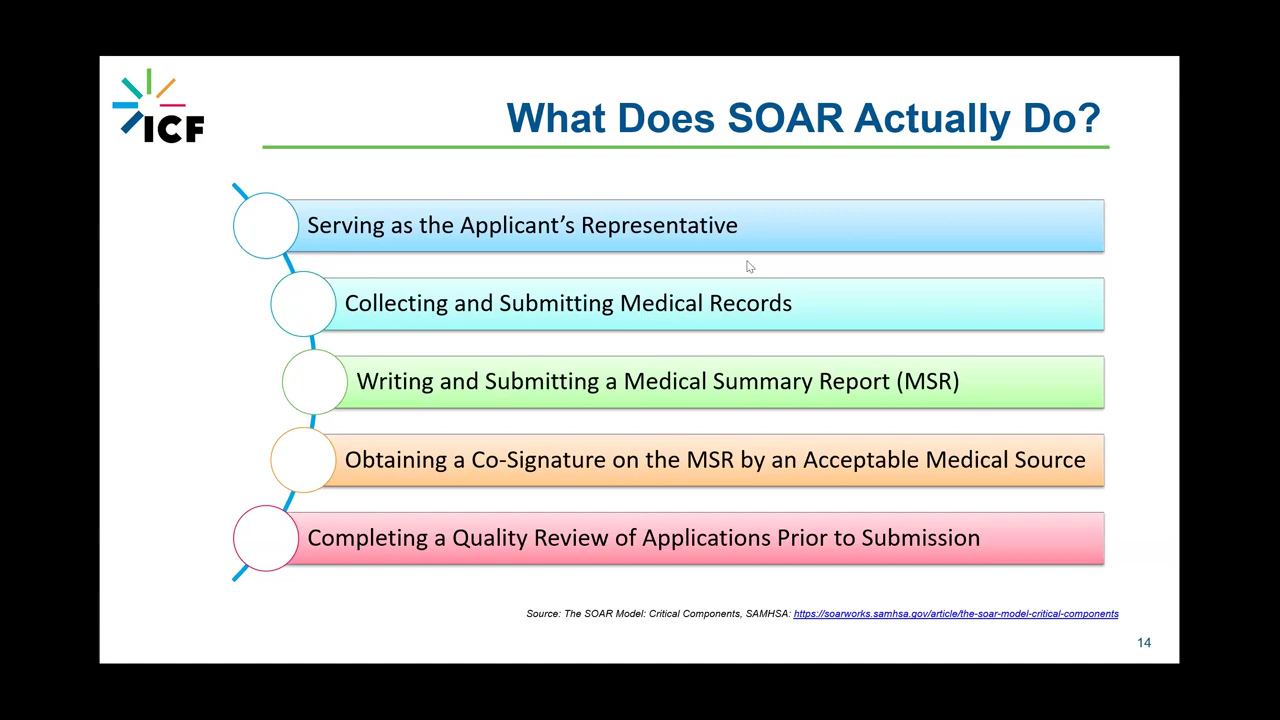 ICF
What Does SOAR Actually Do?
Serving as the Applicant’s Representative
Collecting and Submitting Medical Records
Writing and Submitting a Medical Summary Report (MSR)
Obtaining a Co-Signature on the MSR by an Acceptable Medical Source
Completing a Quality Review of Applications Prior to Submission
Source: The SOAR Model: Critical Components, SAMHSA: https://soarworks.samhsa.gov/article/the-soar-model-critical-components
14